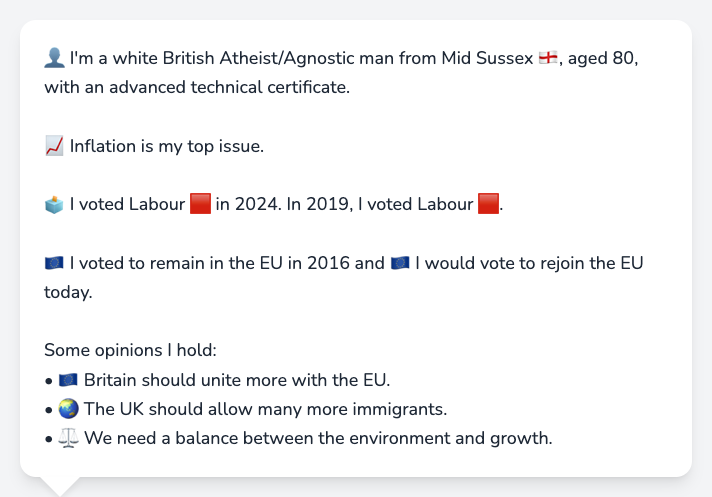 👤 I'm a white British Atheist/Agnostic man from Mid Sussex 🏴󠁧󠁢󠁥󠁮󠁧󠁿, aged 80,
with an advanced technical certificate.
📈 Inflation is my top issue.
🗳️ I voted Labour 🟥 in 2024. In 2019, I voted Labour 🟥.
🇪🇺 I voted to remain in the EU in 2016 and 🇪🇺 I would vote to rejoin the EU
today.
Some opinions I hold:
• 🇪🇺 Britain should unite more with the EU.
• 🌏 The UK should allow many more immigrants.
• ⚖️ We need a balance between the environment and growth.